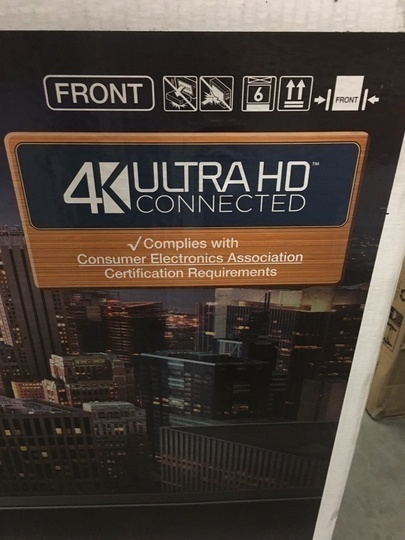 FRONT
6
FRONT
4K ULTRA HD™
CONNECTED
√ Complies with
Consumer Electronics Association
Certification Requirements